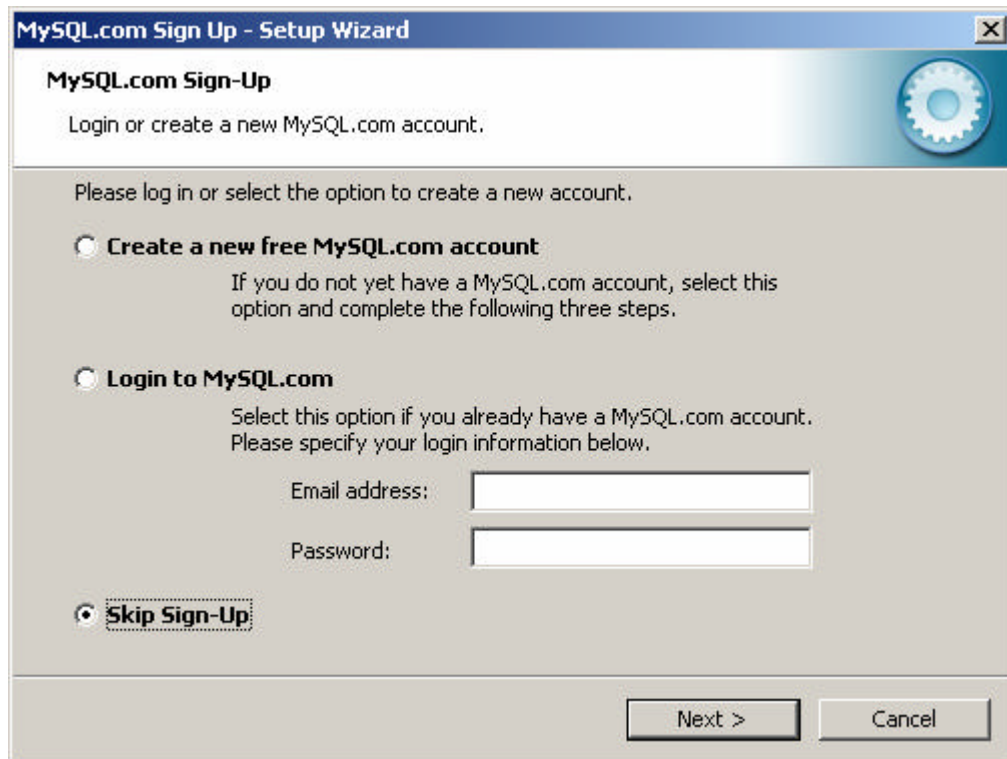 MySQL.com Sign Up - Setup Wizard
MySQL.com Sign-Up
Login or create a new MySQL.com account.
Please log in or select the option to create a new account.
Create a new free MySQL.com account
If you do not yet have a MySQL.com account, select this
option and complete the following three steps.
Login to MySQL.com
Select this option if you already have a MySQL.com account.
Please specify your login information below.
Email address:
Password:
Skip Sign-Up
Next >
Cancel